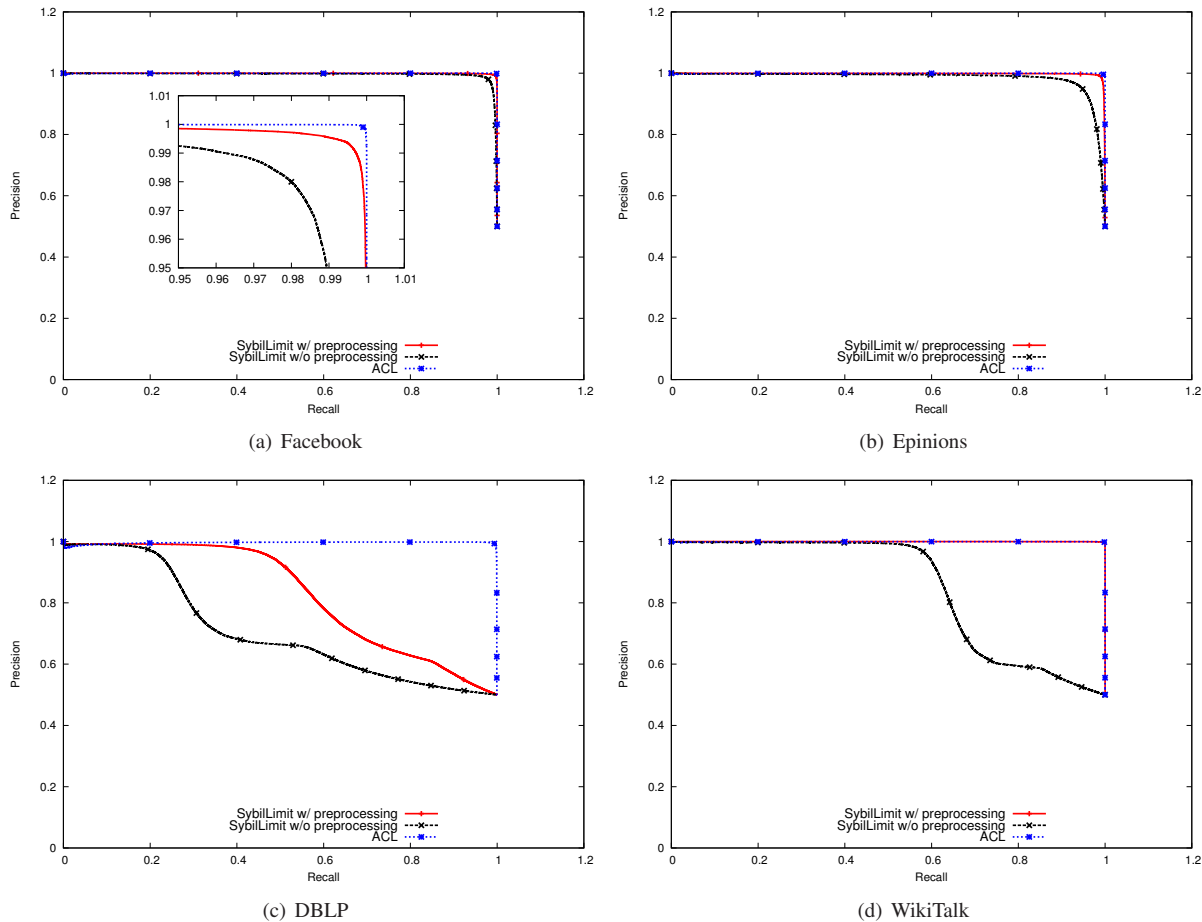 1.2
1
0.8
0.6
0.4
0.2
0
Precision
1.01
1
0.99
0.98
0.97
0.96
0.95
0.95 0.96 0.97 0.98 0.99 1 1.01
SybilLimit w/ preprocessing
SybilLimit w/o preprocessing
ACL
0 0.2 0.4 0.6 0.8 1 1.2
Recall
(a) Facebook
1.2
1
0.8
0.6
0.4
0.2
0
Precision
SybilLimit w/ preprocessing
SybilLimit w/o preprocessing
ACL
0 0.2 0.4 0.6 0.8 1 1.2
Recall
(b) Epinions
1.2
1
0.8
0.6
0.4
0.2
0
Precision
SybilLimit w/ preprocessing
SybilLimit w/o preprocessing
ACL
0 0.2 0.4 0.6 0.8 1 1.2
Recall
(c) DBLP
1.2
1
0.8
0.6
0.4
0.2
0
Precision
SybilLimit w/ preprocessing
SybilLimit w/o preprocessing
ACL
0 0.2 0.4 0.6 0.8 1 1.2
Recall
(d) WikiTalk